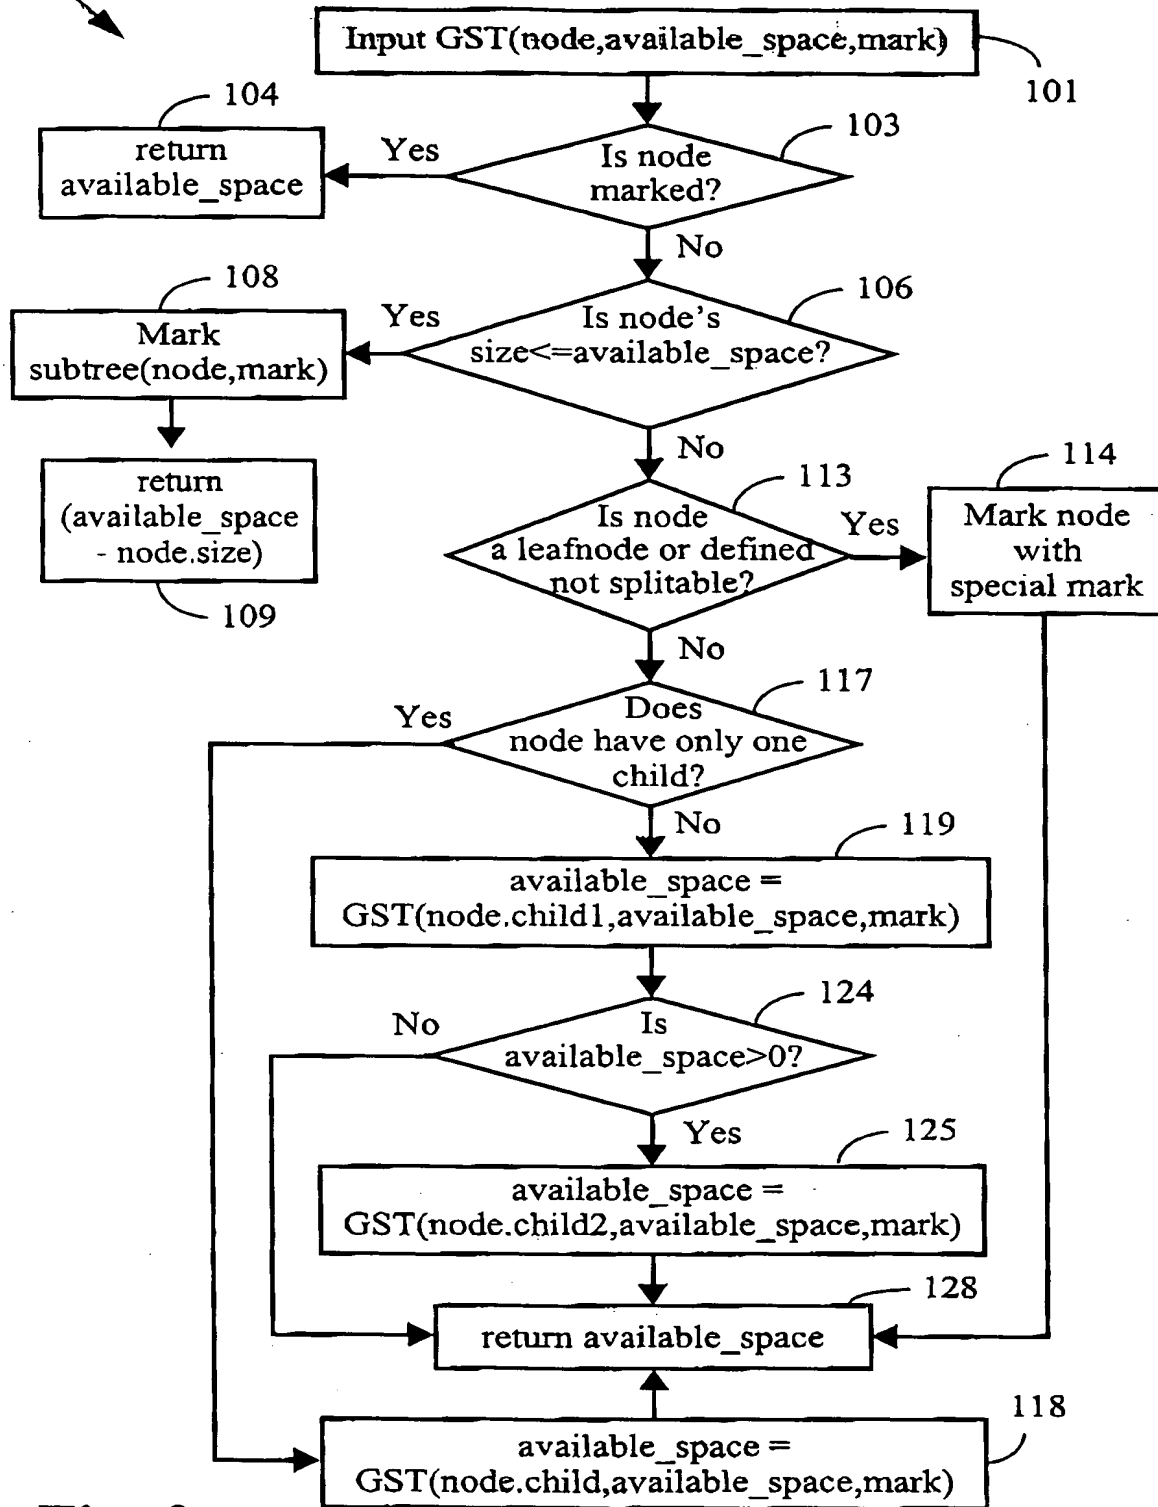 Input GST(node,available_space,mark)
101
104
return
available_space
Yes
103
Is node
marked?
No
108
Mark
subtree(node,mark)
Yes
106
Is node's
size<=available_space?
No
return
(available_space
- node.size)
109
113
Is node
a leafnode or defined
not splitable?
Yes
114
Mark node
with
special mark
No
117
Yes
Does
node have only one
child?
No
119
available_space =
GST(node.child1,available_space,mark)
124
No
Is
available_space>0?
Yes
125
available_space =
GST(node.child2,available_space,mark)
128
return available_space
118
available_space =
GST(node.child,available_space,mark)